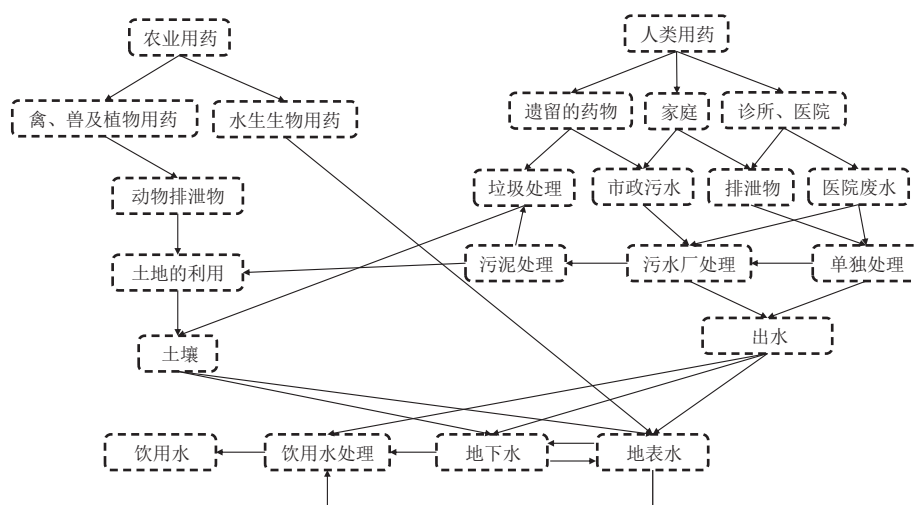 农业用药
人类用药
禽、兽及植物用药
水生生物用药
遗留的药物
家庭
诊所、医院
动物排泄物
垃圾处理
市政污水
排泄物
医院废水
土地的利用
污泥处理
污水厂处理
单独处理
土壤
出水
饮用水
饮用水处理
地下水
地表水